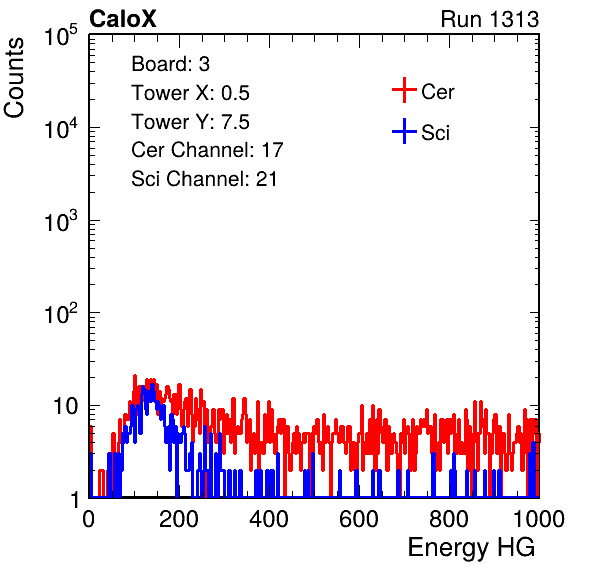 CaloX Run 1313
Counts
10^5
10^4
10^3
10^2
10
1
Board: 3
Tower X: 0.5
Tower Y: 7.5
Cer Channel: 17
Sci Channel: 21
Cer
Sci
0 200 400 600 800 1000
Energy HG